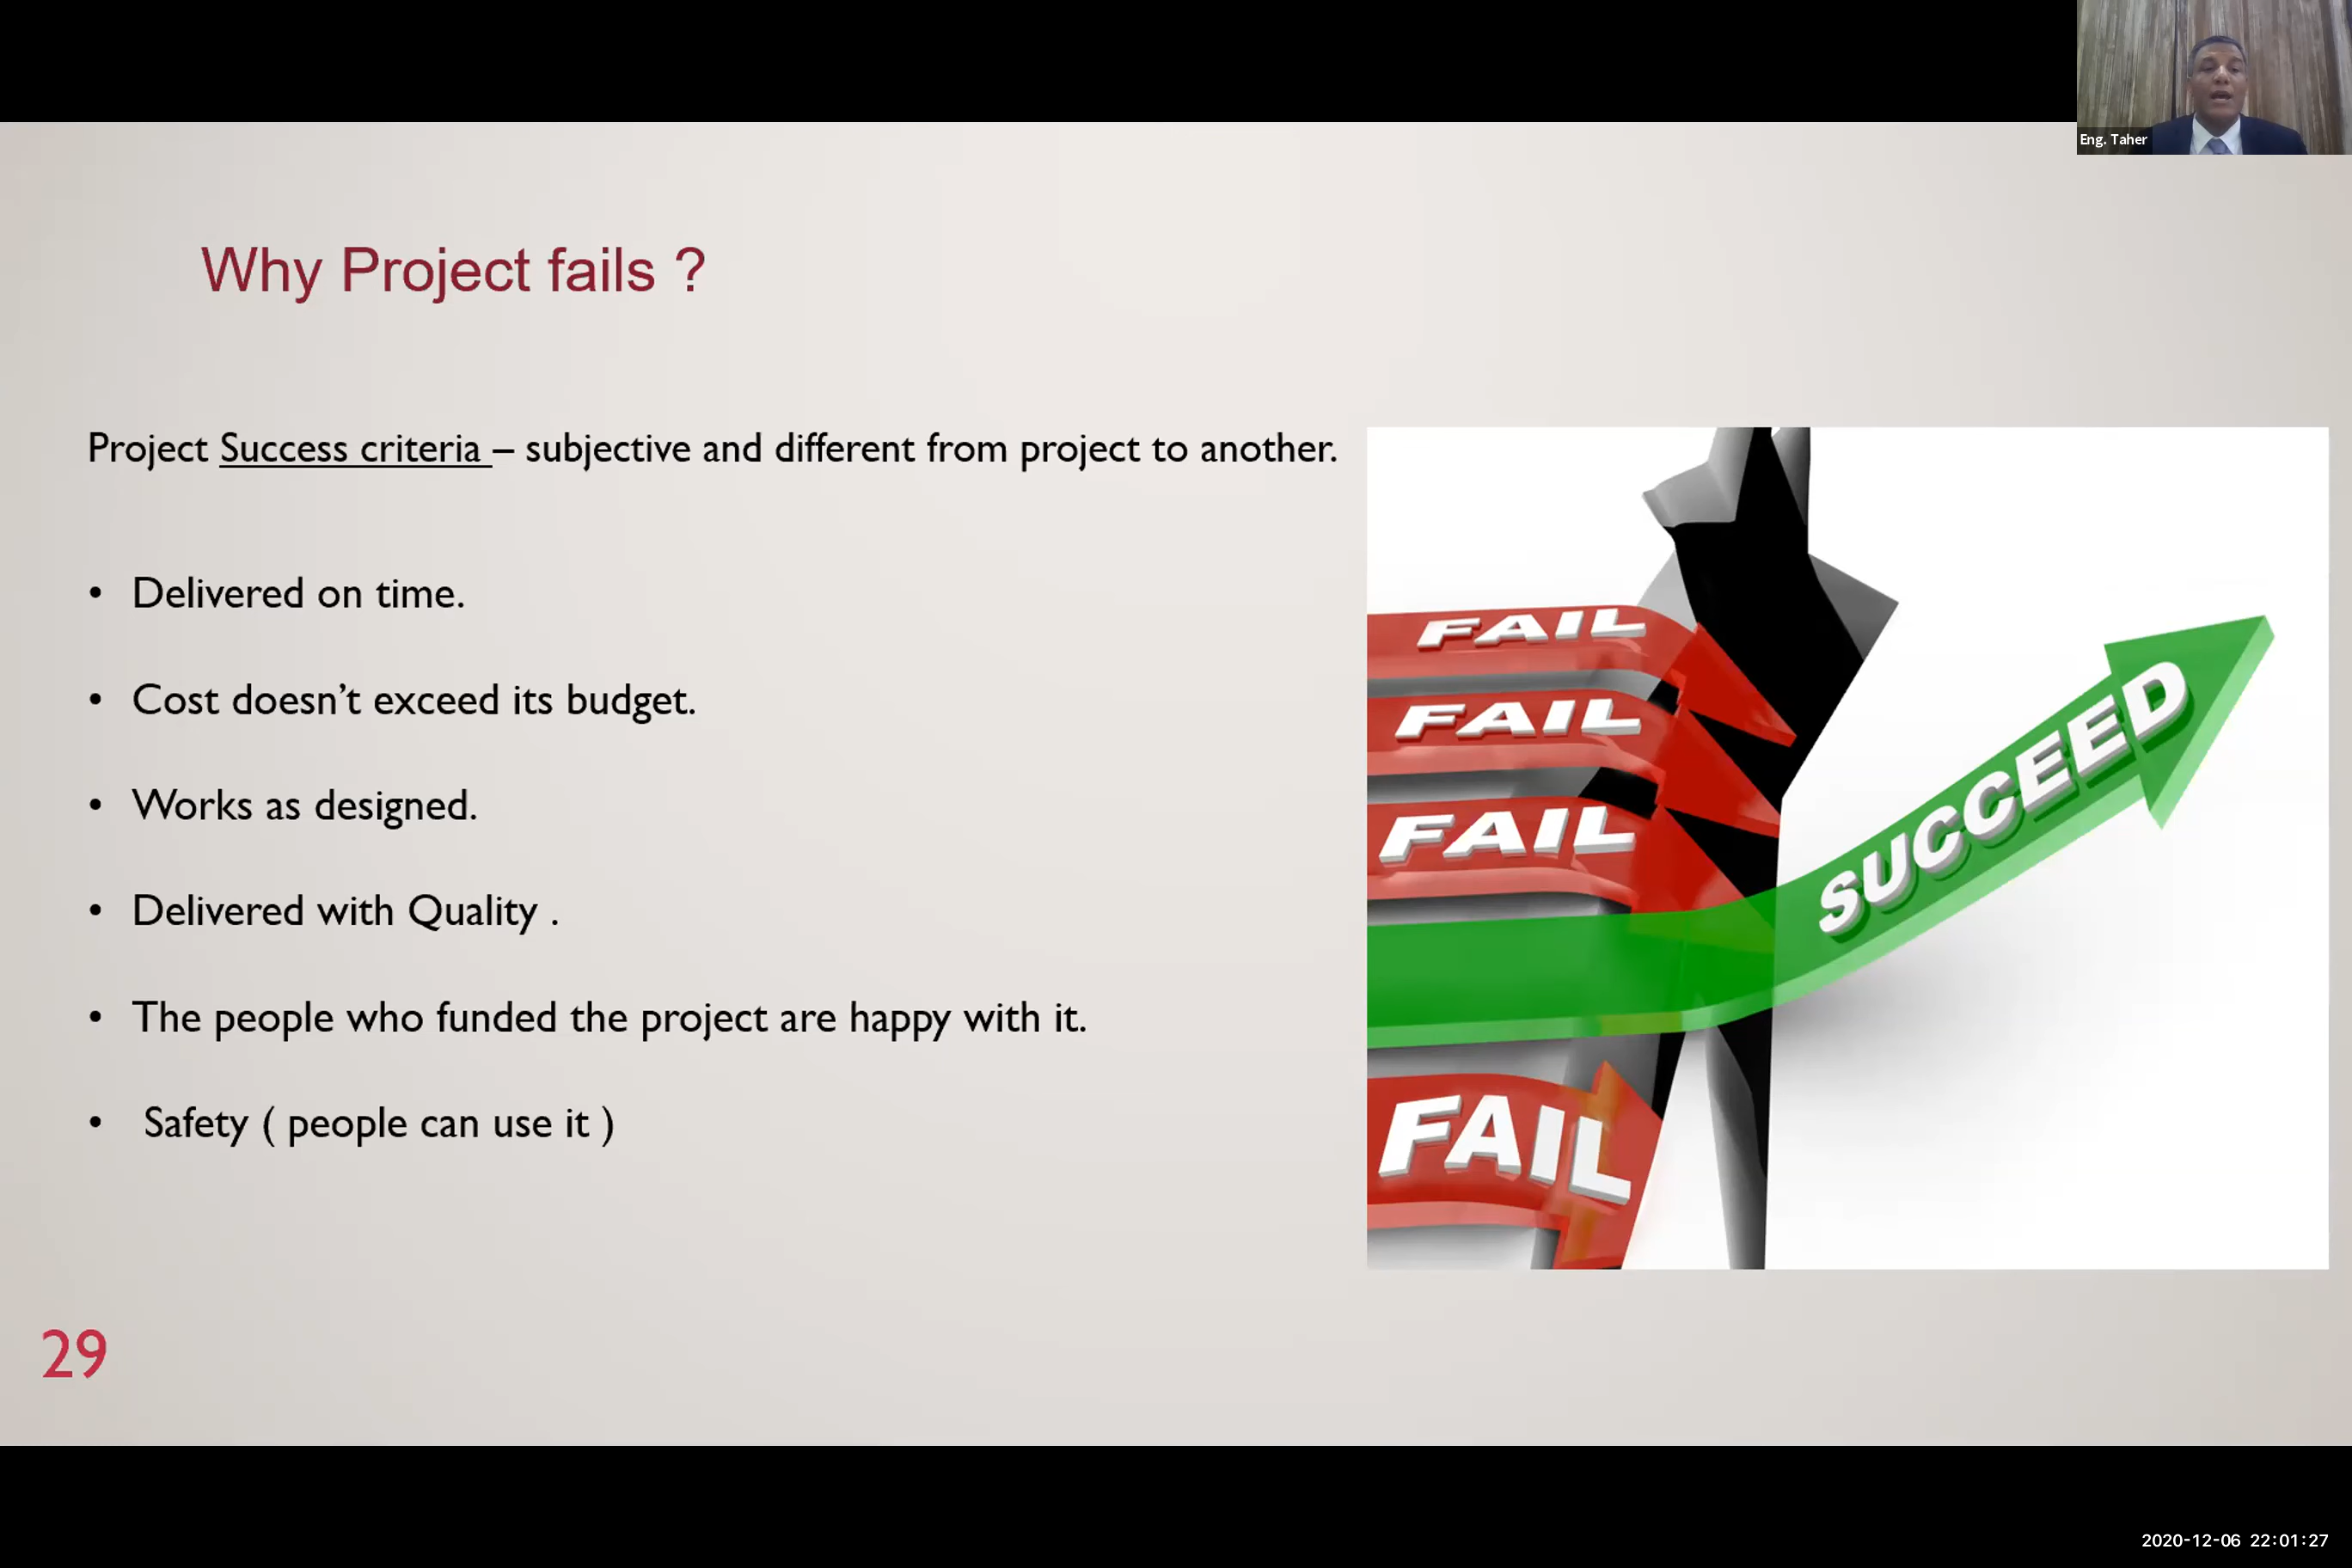 Eng. Taher
Why Project fails ?
Project Success criteria – subjective and different from project to another.
• Delivered on time.
• Cost doesn’t exceed its budget.
• Works as designed.
• Delivered with Quality .
• The people who funded the project are happy with it.
• Safety ( people can use it )
FAIL
FAIL
FAIL
SUCCEED
FAIL
29
2020-12-06 22:01:27